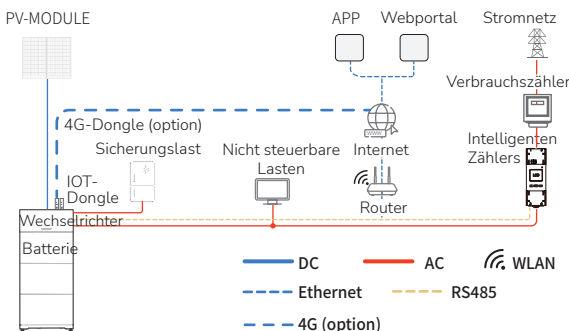 PV-MODULE
APP
Webportal
Stromnetz
Verbrauchszähler
4G-Dongle (option)
Sicherungslast
Nicht steuerbare
Lasten
Internet
Intelligenten
Zählers
IOT-
Dongle
Router
Wechselrichter
Batterie
DC
AC
WLAN
Ethernet
RS485
4G (option)